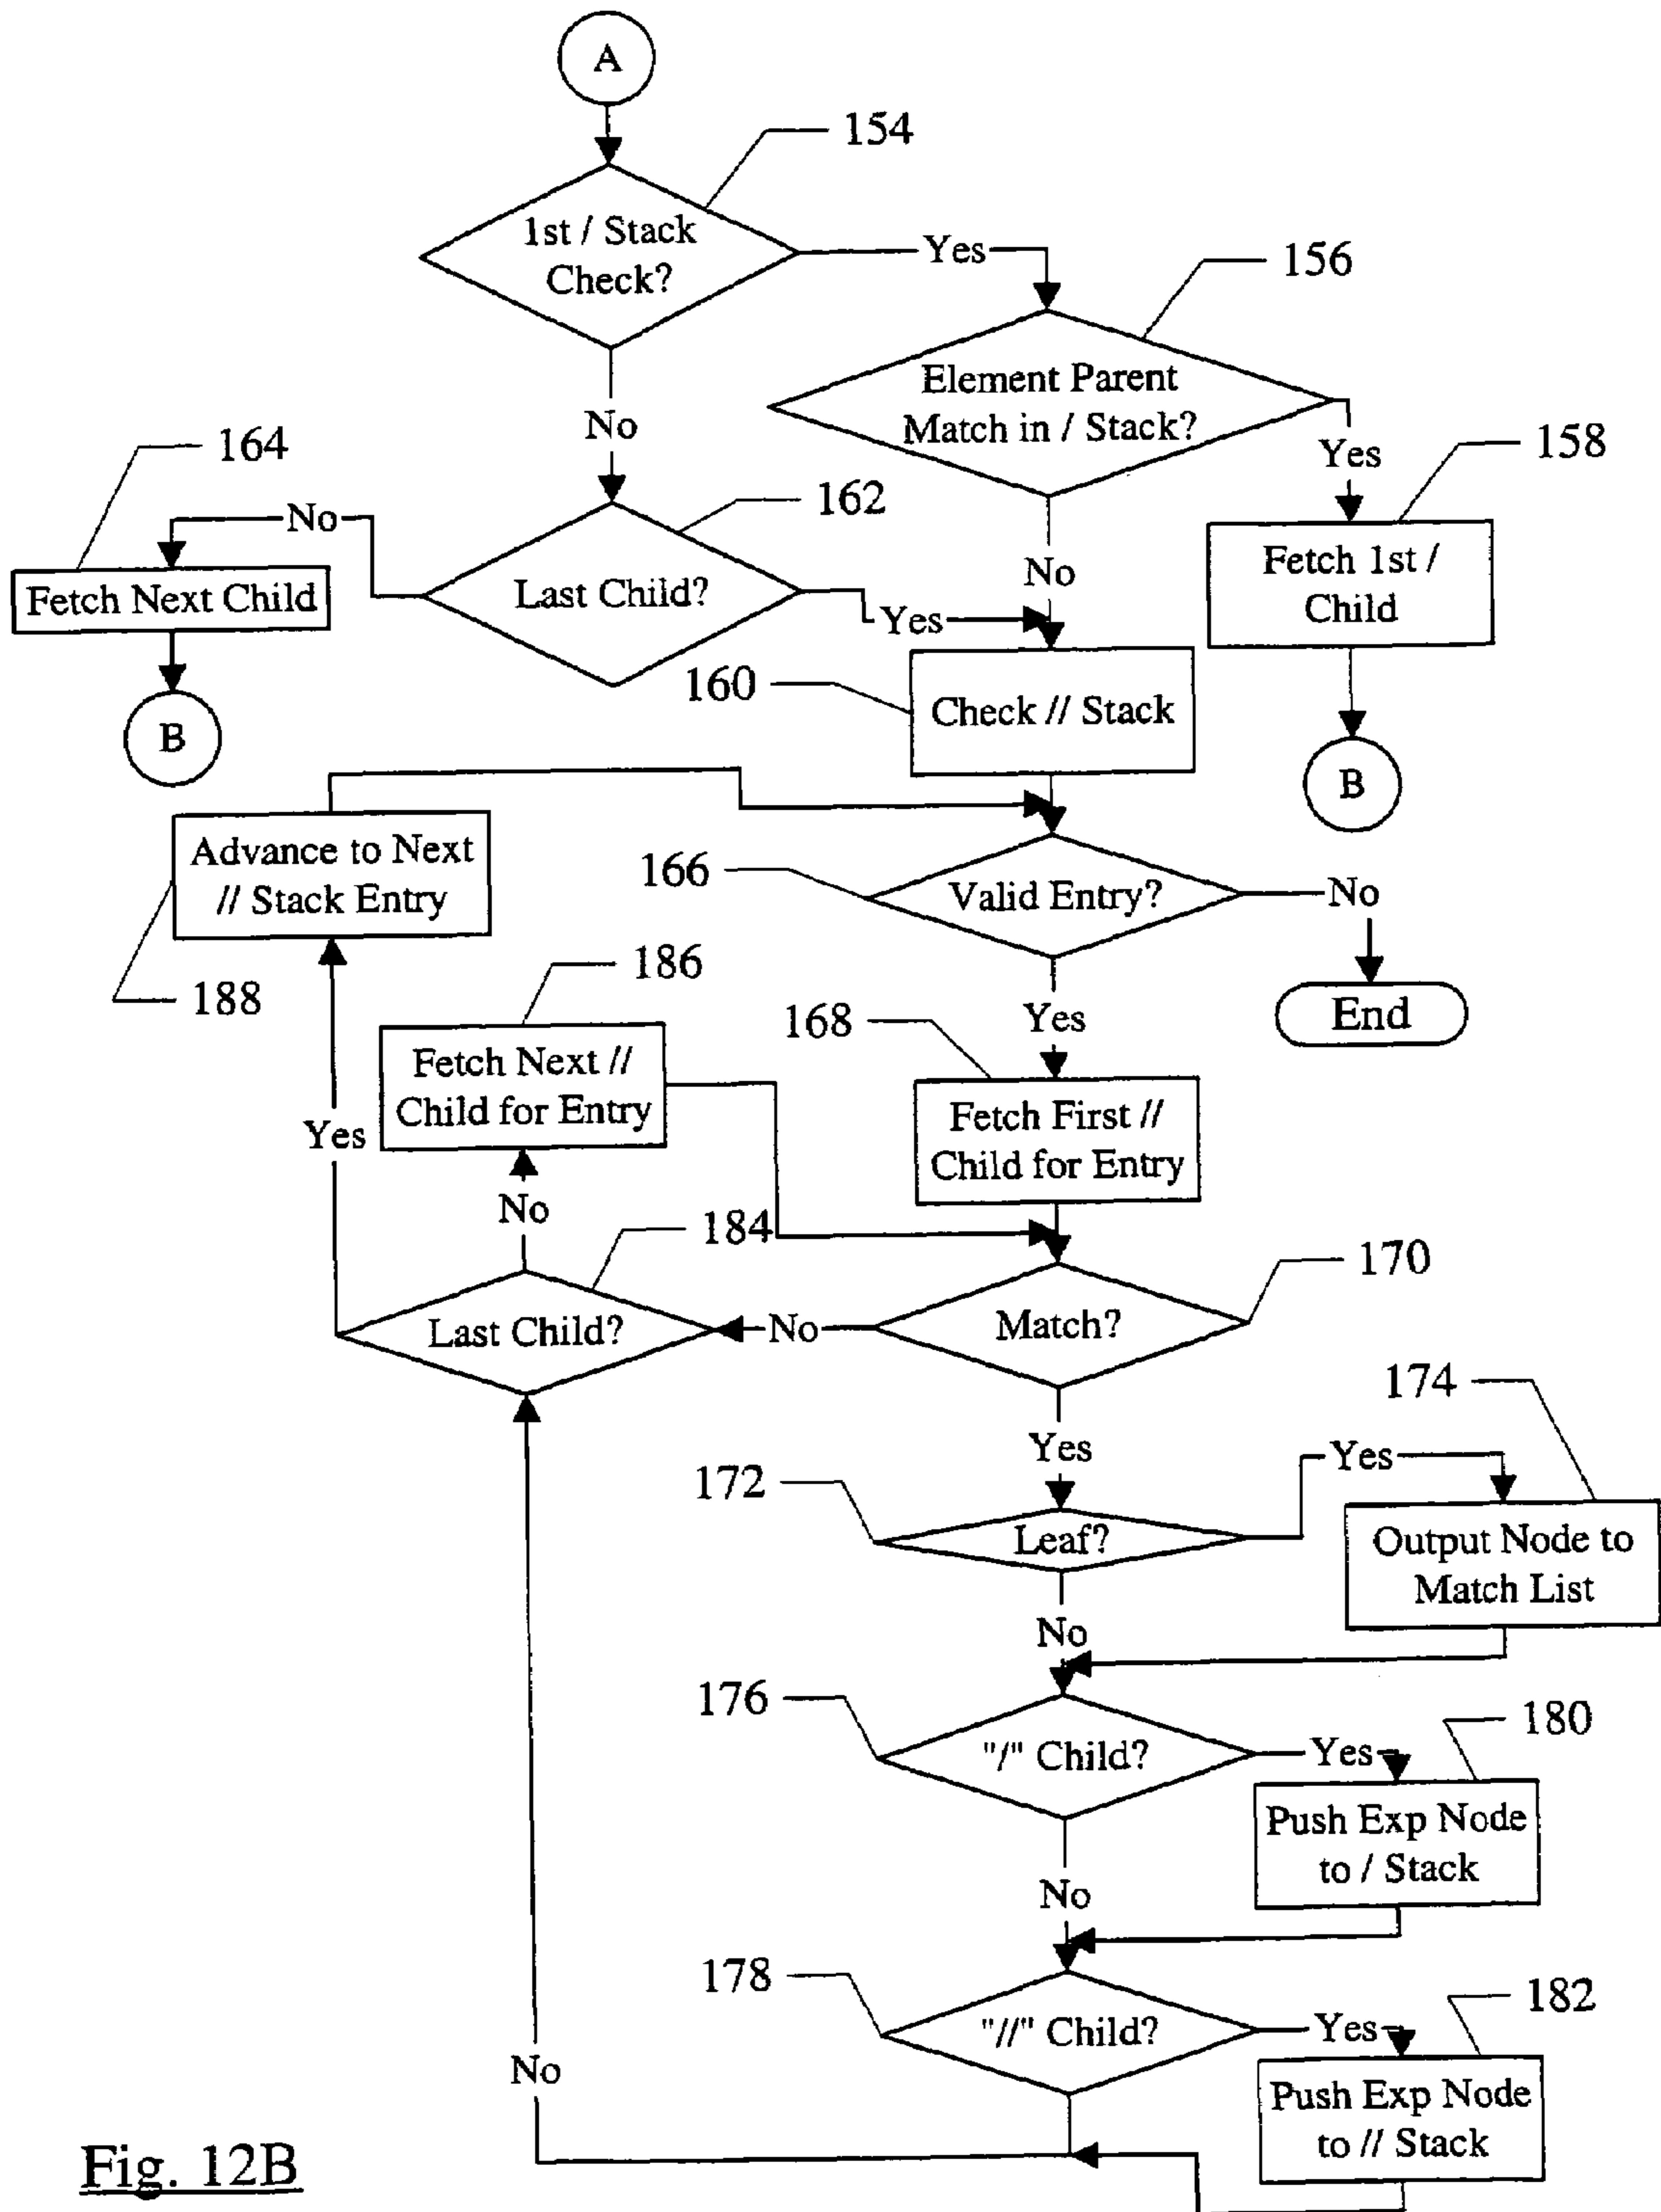 A
154
1st / Stack
Check?
Yes
156
Element Parent
Match in / Stack?
No
164
Yes
158
162
No
Fetch Next Child
Last Child?
No
Fetch 1st /
Child
Yes
160
Check // Stack
B
B
Advance to Next
// Stack Entry
166
Valid Entry?
No
188
186
168
Yes
End
Fetch Next //
Child for Entry
Fetch First //
Child for Entry
Yes
No
184
170
Last Child?
No
Match?
174
Yes
Yes
172
Leaf?
Output Node to
Match List
No
176
180
"/" Child?
Yes
Push Exp Node
to / Stack
No
178
182
"//" Child?
Yes
No
Push Exp Node
to // Stack
Fig. 12B